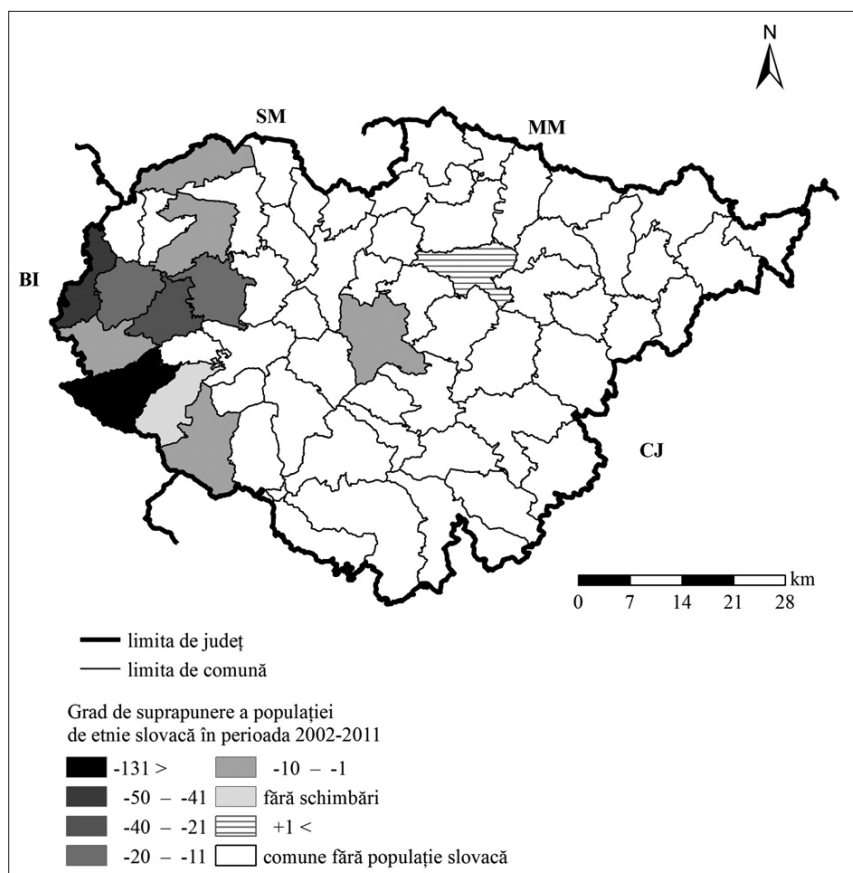 N
SM
MM
BI
CJ
km
0 7 14 21 28
limita de județ
limita de comună
Grad de suprapunere a populației
de etnie slovacă în perioada 2002-2011
-131 > -10 – -1
-50 – -41 fără schimbări
-40 – -21 +1 <
-20 – -11 comune fără populație slovacă